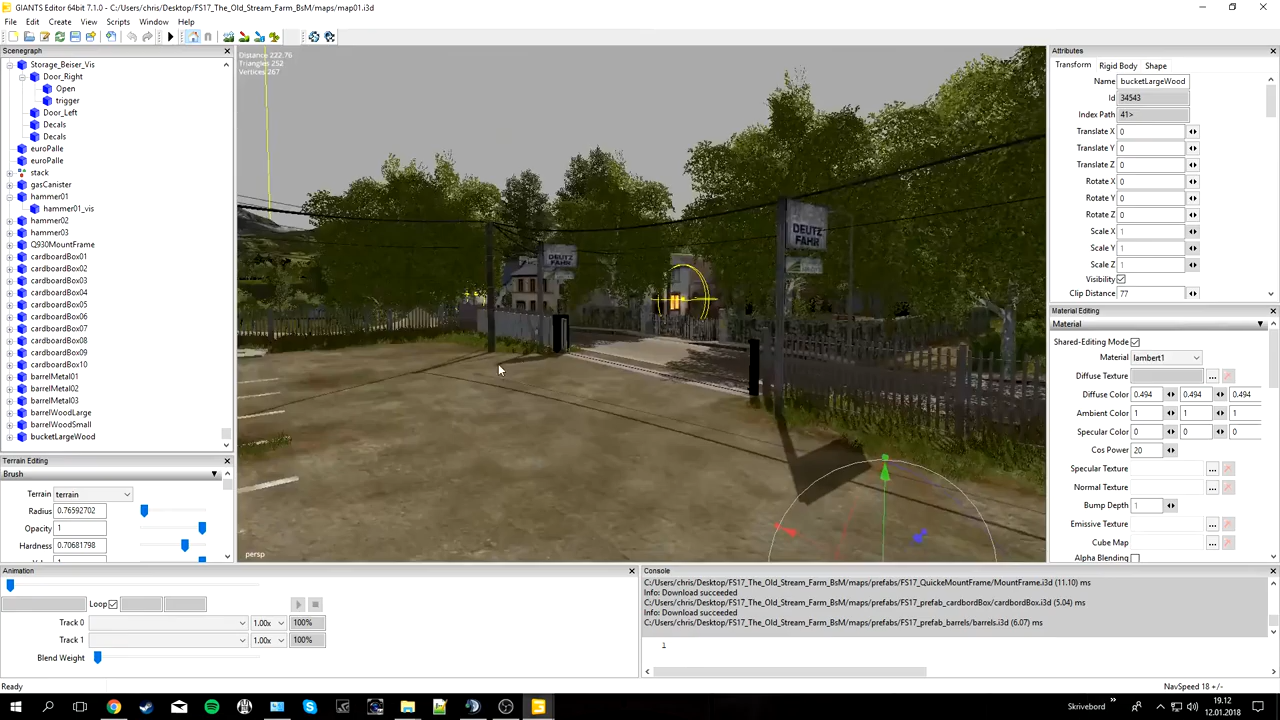 GIANTS Editor 64bit v7.1.0 - C:/Users/chris/Desktop/FS17_The_Old_Stream_Farm_BsM/maps/map01.i3d
File Edit Create View Scripts Window Help
Scenegraph
Storage_Beiser_Vis
Door_Right
Open
trigger
Door_Left
Decals
Decals
euroPalle
euroPalle
stack
gasCanister
hammer01
hammer01_vis
hammer02
hammer03
Q930MountFrame
cardboardBox01
cardboardBox02
cardboardBox03
cardboardBox04
cardboardBox05
cardboardBox06
cardboardBox07
cardboardBox08
cardboardBox09
cardboardBox10
barrelMetal01
barrelMetal02
barrelMetal03
barrelWoodLarge
barrelWoodSmall
bucketLargeWood
Terrain Editing
Brush
Terrain terrain
Radius 0.76592702
Opacity 1
Hardness 0.70681798
Distance 222.76
Triangles 252
Vertices 267
DEUTZ
FAHR
DEUTZ
FAHR
persp
Attributes
Transform Rigid Body Shape
Name bucketLargeWood
Id 34543
Index Path 41>
Translate X 0
Translate Y 0
Translate Z 0
Rotate X 0
Rotate Y 0
Rotate Z 0
Scale X 1
Scale Y 1
Scale Z 1
Visibility
Clip Distance 77
Material Editing
Material
Shared-Editing Mode
Material lambert1
Diffuse Texture ...
Diffuse Color 0.494 0.494 0.494
Ambient Color 1 1 1
Specular Color 0 0 0
Cos Power 20
Specular Texture ...
Normal Texture ...
Bump Depth 1
Emissive Texture ...
Cube Map ...
Alpha Blending
Animation
Loop
Track 0 1.00x 100%
Track 1 1.00x 100%
Blend Weight
Console
C:/Users/chris/Desktop/FS17_The_Old_Stream_Farm_BsM/maps/prefabs/FS17_QuickeMountFrame/MountFrame.i3d (11.10) ms
Info: Download succeeded
C:/Users/chris/Desktop/FS17_The_Old_Stream_Farm_BsM/maps/prefabs/FS17_prefab_cardbordBox/cardboardBox.i3d (5.04) ms
Info: Download succeeded
C:/Users/chris/Desktop/FS17_The_Old_Stream_Farm_BsM/maps/prefabs/FS17_prefab_barrels/barrels.i3d (6.07) ms
1
Ready
NavSpeed 18 +/-
Skrivebord
19.12
12.01.2018